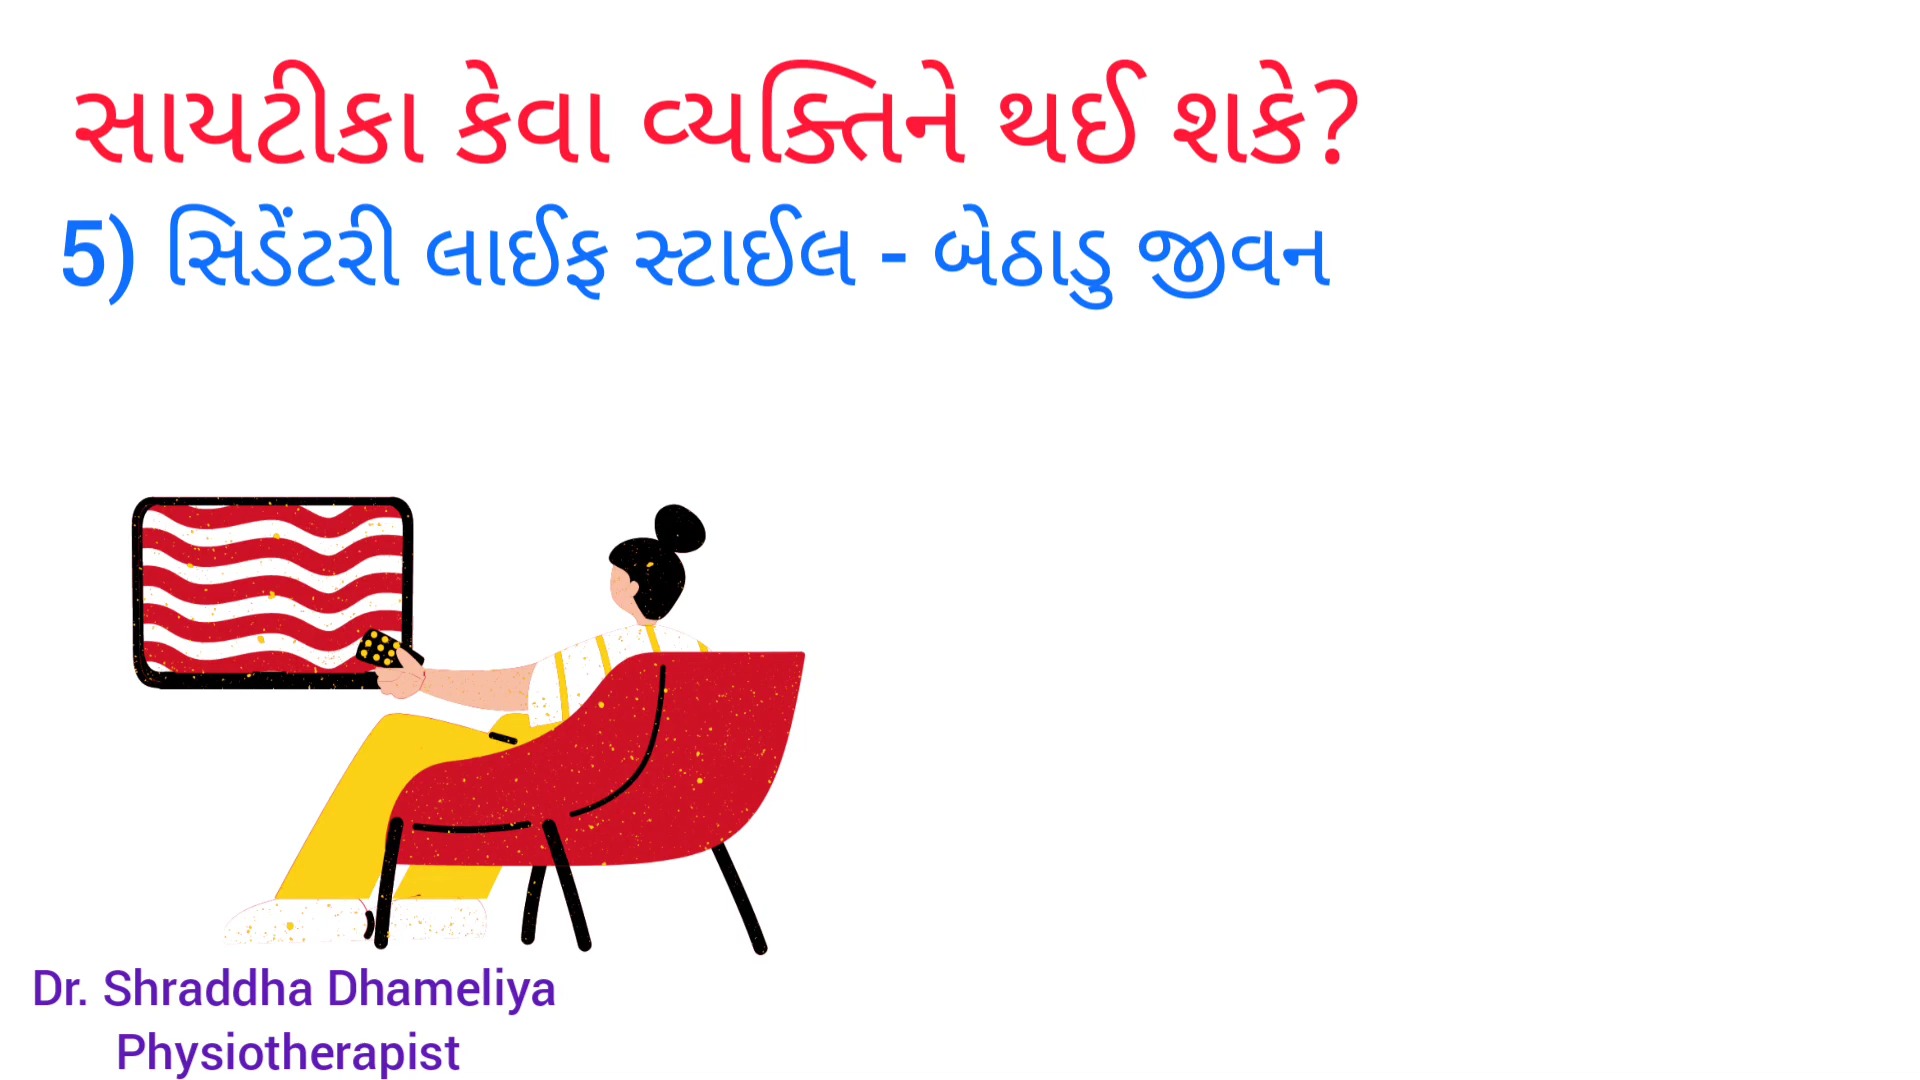 સાયટીકા કેવા વ્યક્તિને થઈ શકે?
5) સિડેંટરી લાઈફ સ્ટાઈલ - બેઠાડુ જીવન
Dr. Shraddha Dhameliya
Physiotherapist